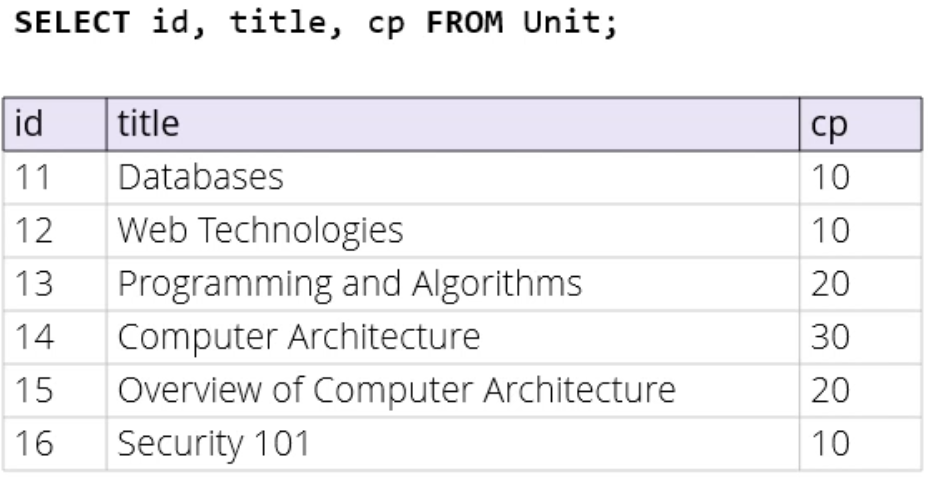 SELECT id, title, cp FROM Unit;
id title cp
11 Databases 10
12 Web Technologies 10
13 Programming and Algorithms 20
14 Computer Architecture 30
15 Overview of Computer Architecture 20
16 Security 101 10